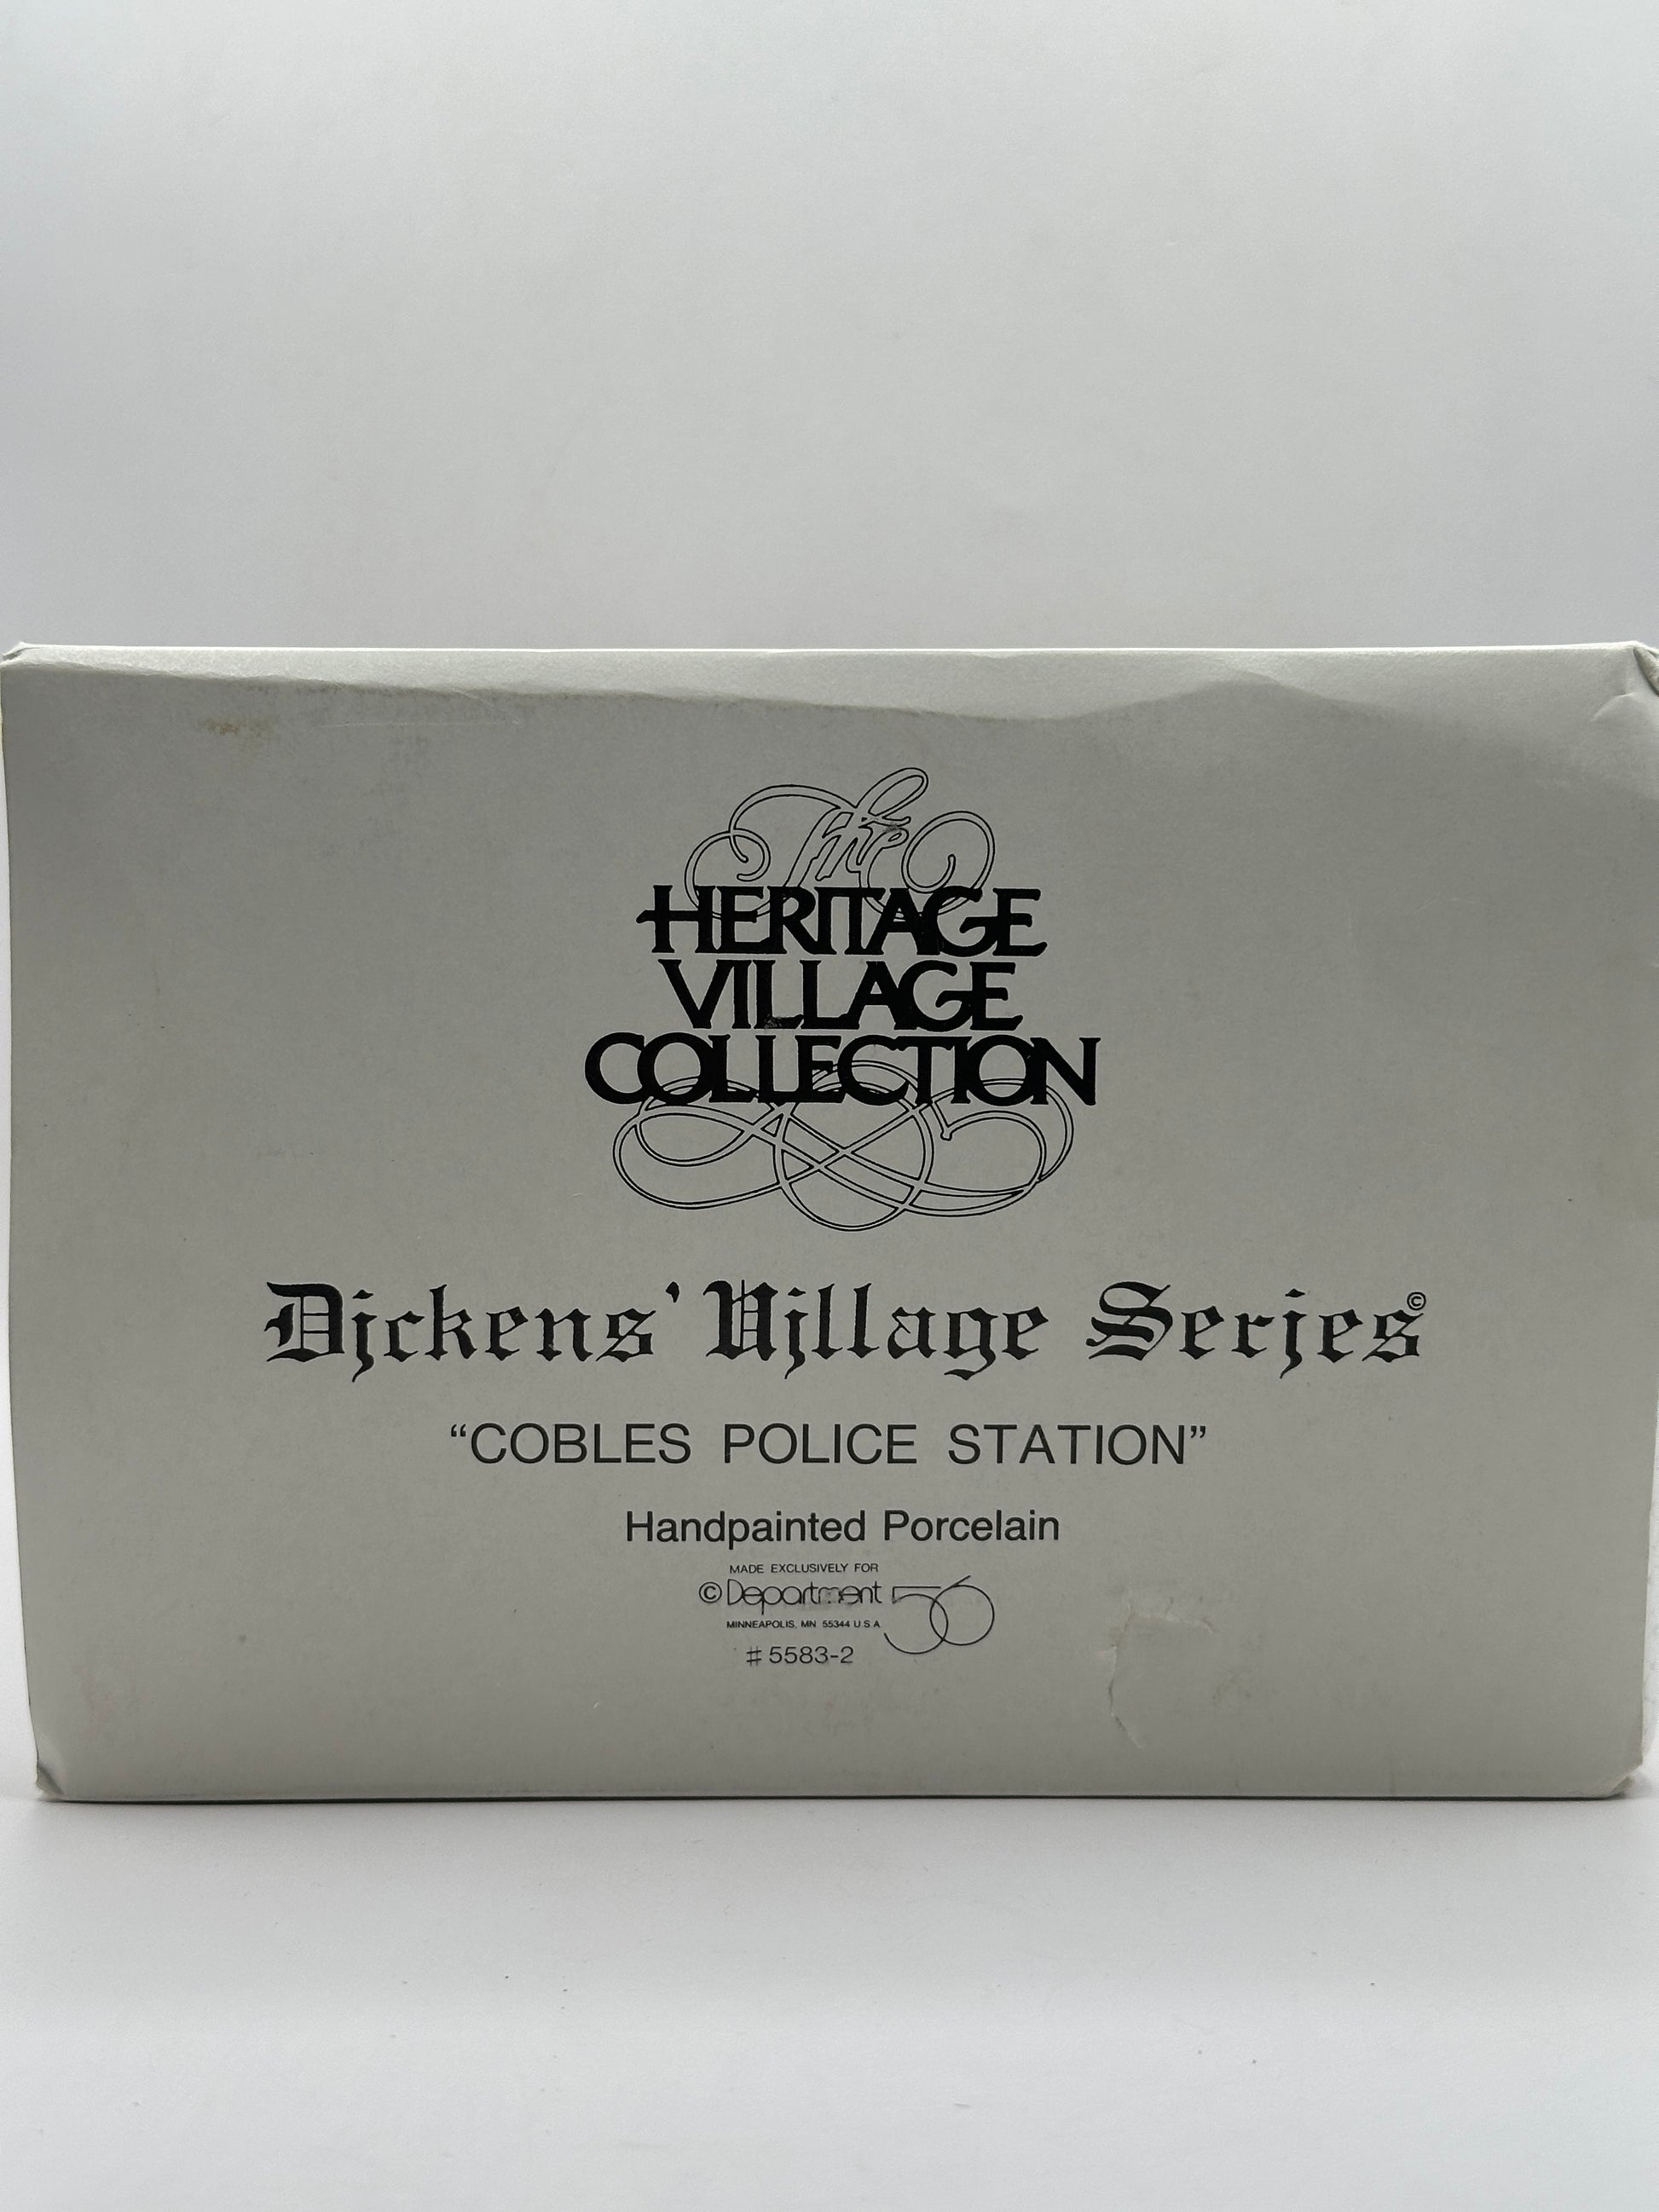 The
HERITAGE
VILLAGE
COLLECTION
Dickens' Village Series©
“COBLES POLICE STATION”
Handpainted Porcelain
MADE EXCLUSIVELY FOR
© Department 56
MINNEAPOLIS, MN 55344 U.S.A
#5583-2